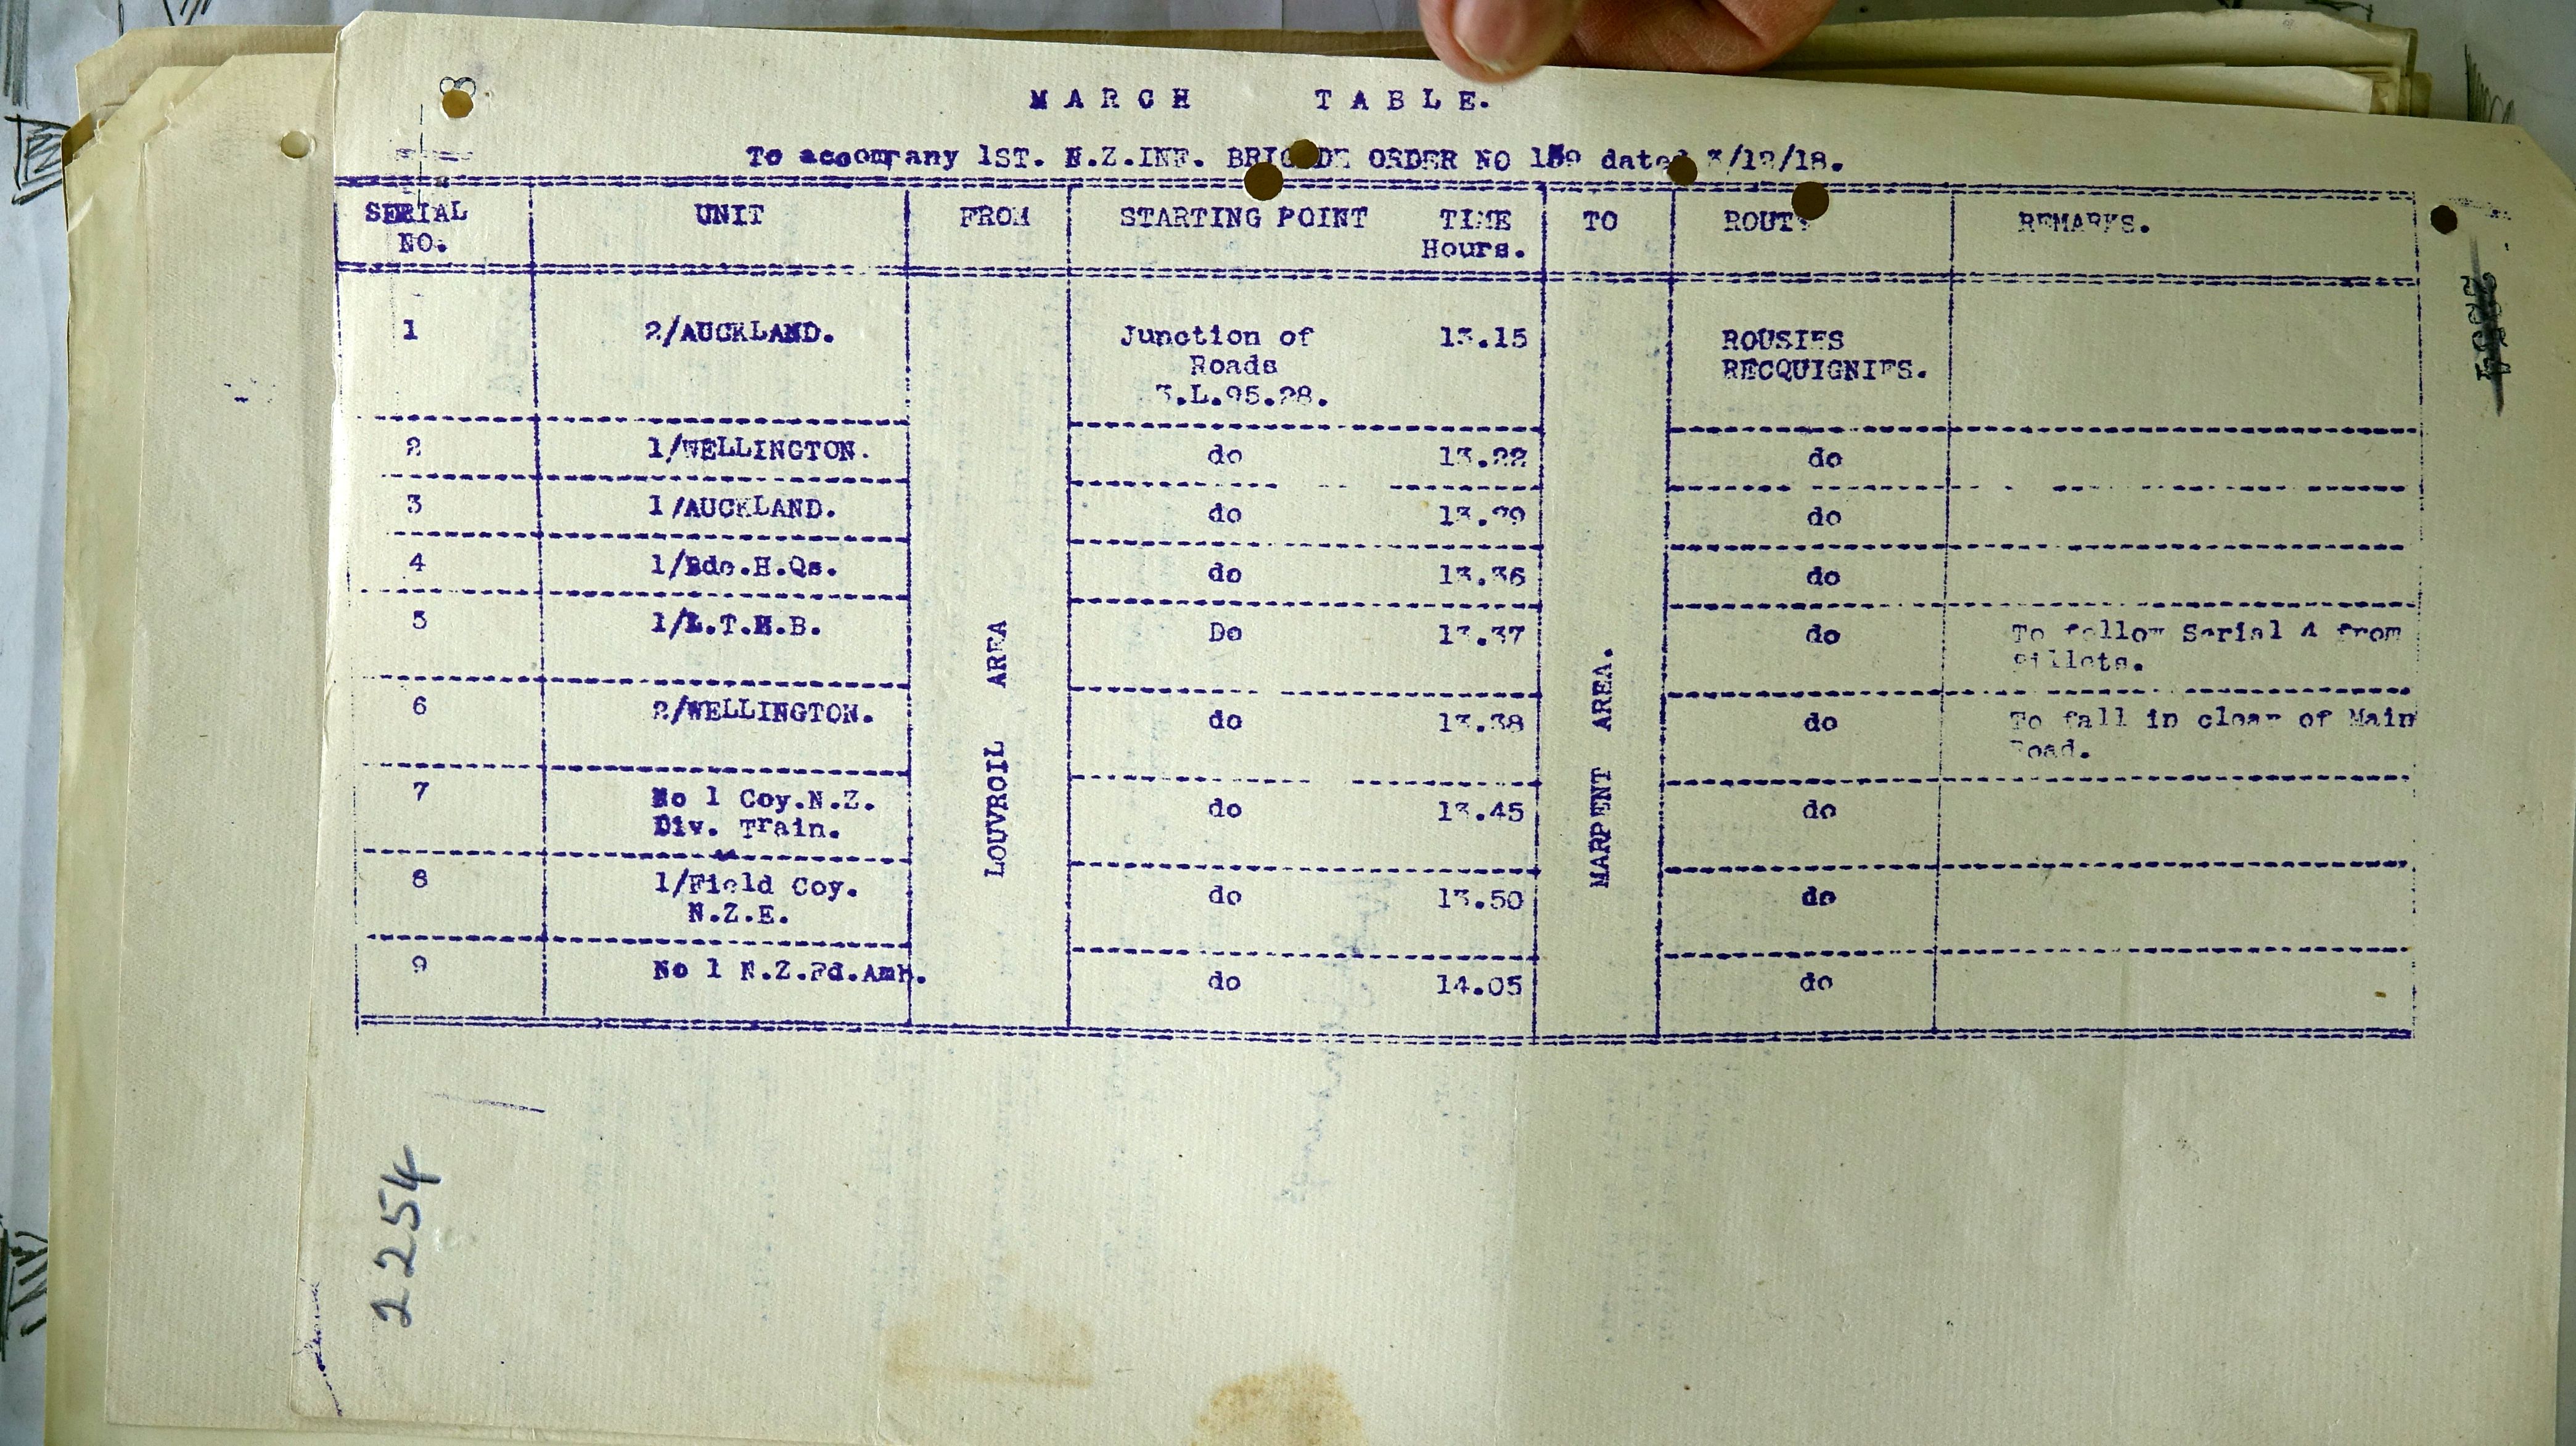 MARCH TABLE.
To accompany 1ST. N.Z.INF. BRIGADE ORDER NO 139 dated 3/12/18.
SERIAL NO. UNIT FROM STARTING POINT TIME Hours. TO ROUTE REMARKS.
1 2/AUCKLAND. Junction of 13.15 ROUSIES
Roads RECQUIGNIES.
3.L.95.28.
2 1/WELLINGTON. do 13.22 do
3 1/AUCKLAND. do 13.29 do
4 1/Bde.H.Qs. do 13.36 do
5 1/L.T.M.B. Do 13.37 do To follow Serial 4 from
Billets.
6 2/WELLINGTON. do 13.38 do To fall in clear of Main
Road.
7 No 1 Coy.N.Z. do 13.45 do
Div. Train.
8 1/Field Coy. do 13.50 do
N.Z.E.
9 No 1 N.Z.Fd.Amb. do 14.05 do
LOUVROIL AREA
MARPENT AREA.
2254